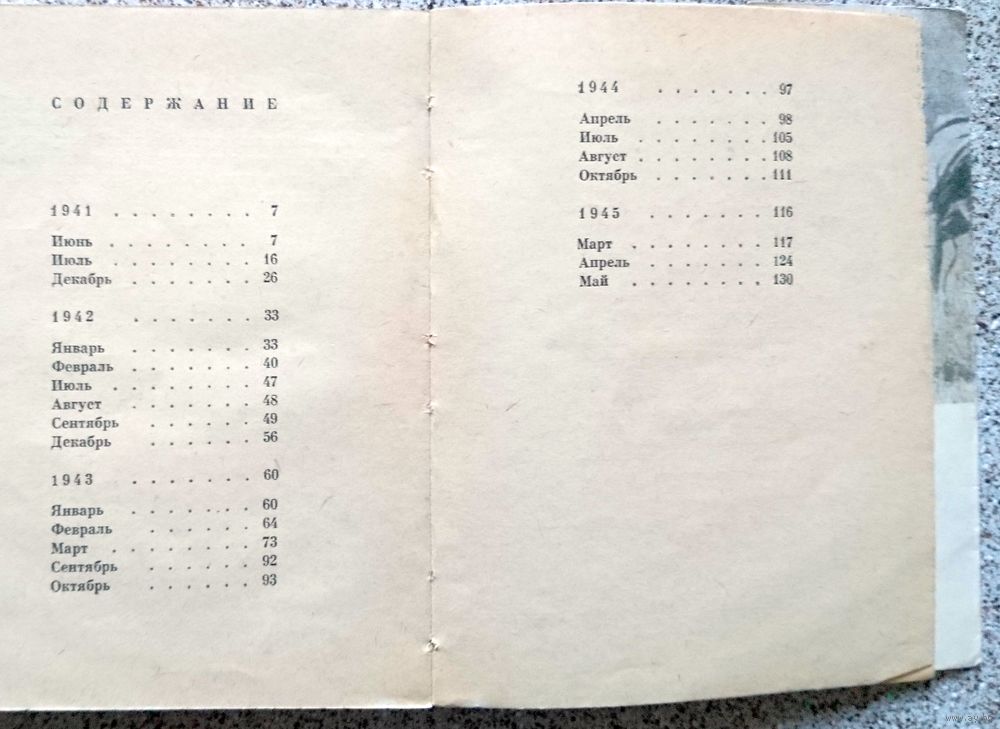 СОДЕРЖАНИЕ
1941 . . . . . . . . 7
Июнь . . . . . . . . 7
Июль . . . . . . . . 16
Декабрь . . . . . . . 26
1942 . . . . . . . 33
Январь . . . . . . . 33
Февраль . . . . . . . 40
Июль . . . . . . . . 47
Август . . . . . . . 48
Сентябрь . . . . . . 49
Декабрь . . . . . . 56
1943 . . . . . . . 60
Январь . . . . . . . 60
Февраль . . . . . . 64
Март . . . . . . . . 73
Сентябрь . . . . . . 92
Октябрь . . . . . . 93
1944 . . . . . . . 97
Апрель . . . . . . . 98
Июль . . . . . . . . 105
Август . . . . . . . . 108
Октябрь . . . . . . . 111
1945 . . . . . . . 116
Март . . . . . . . . 117
Апрель . . . . . . . 124
Май . . . . . . . . 130